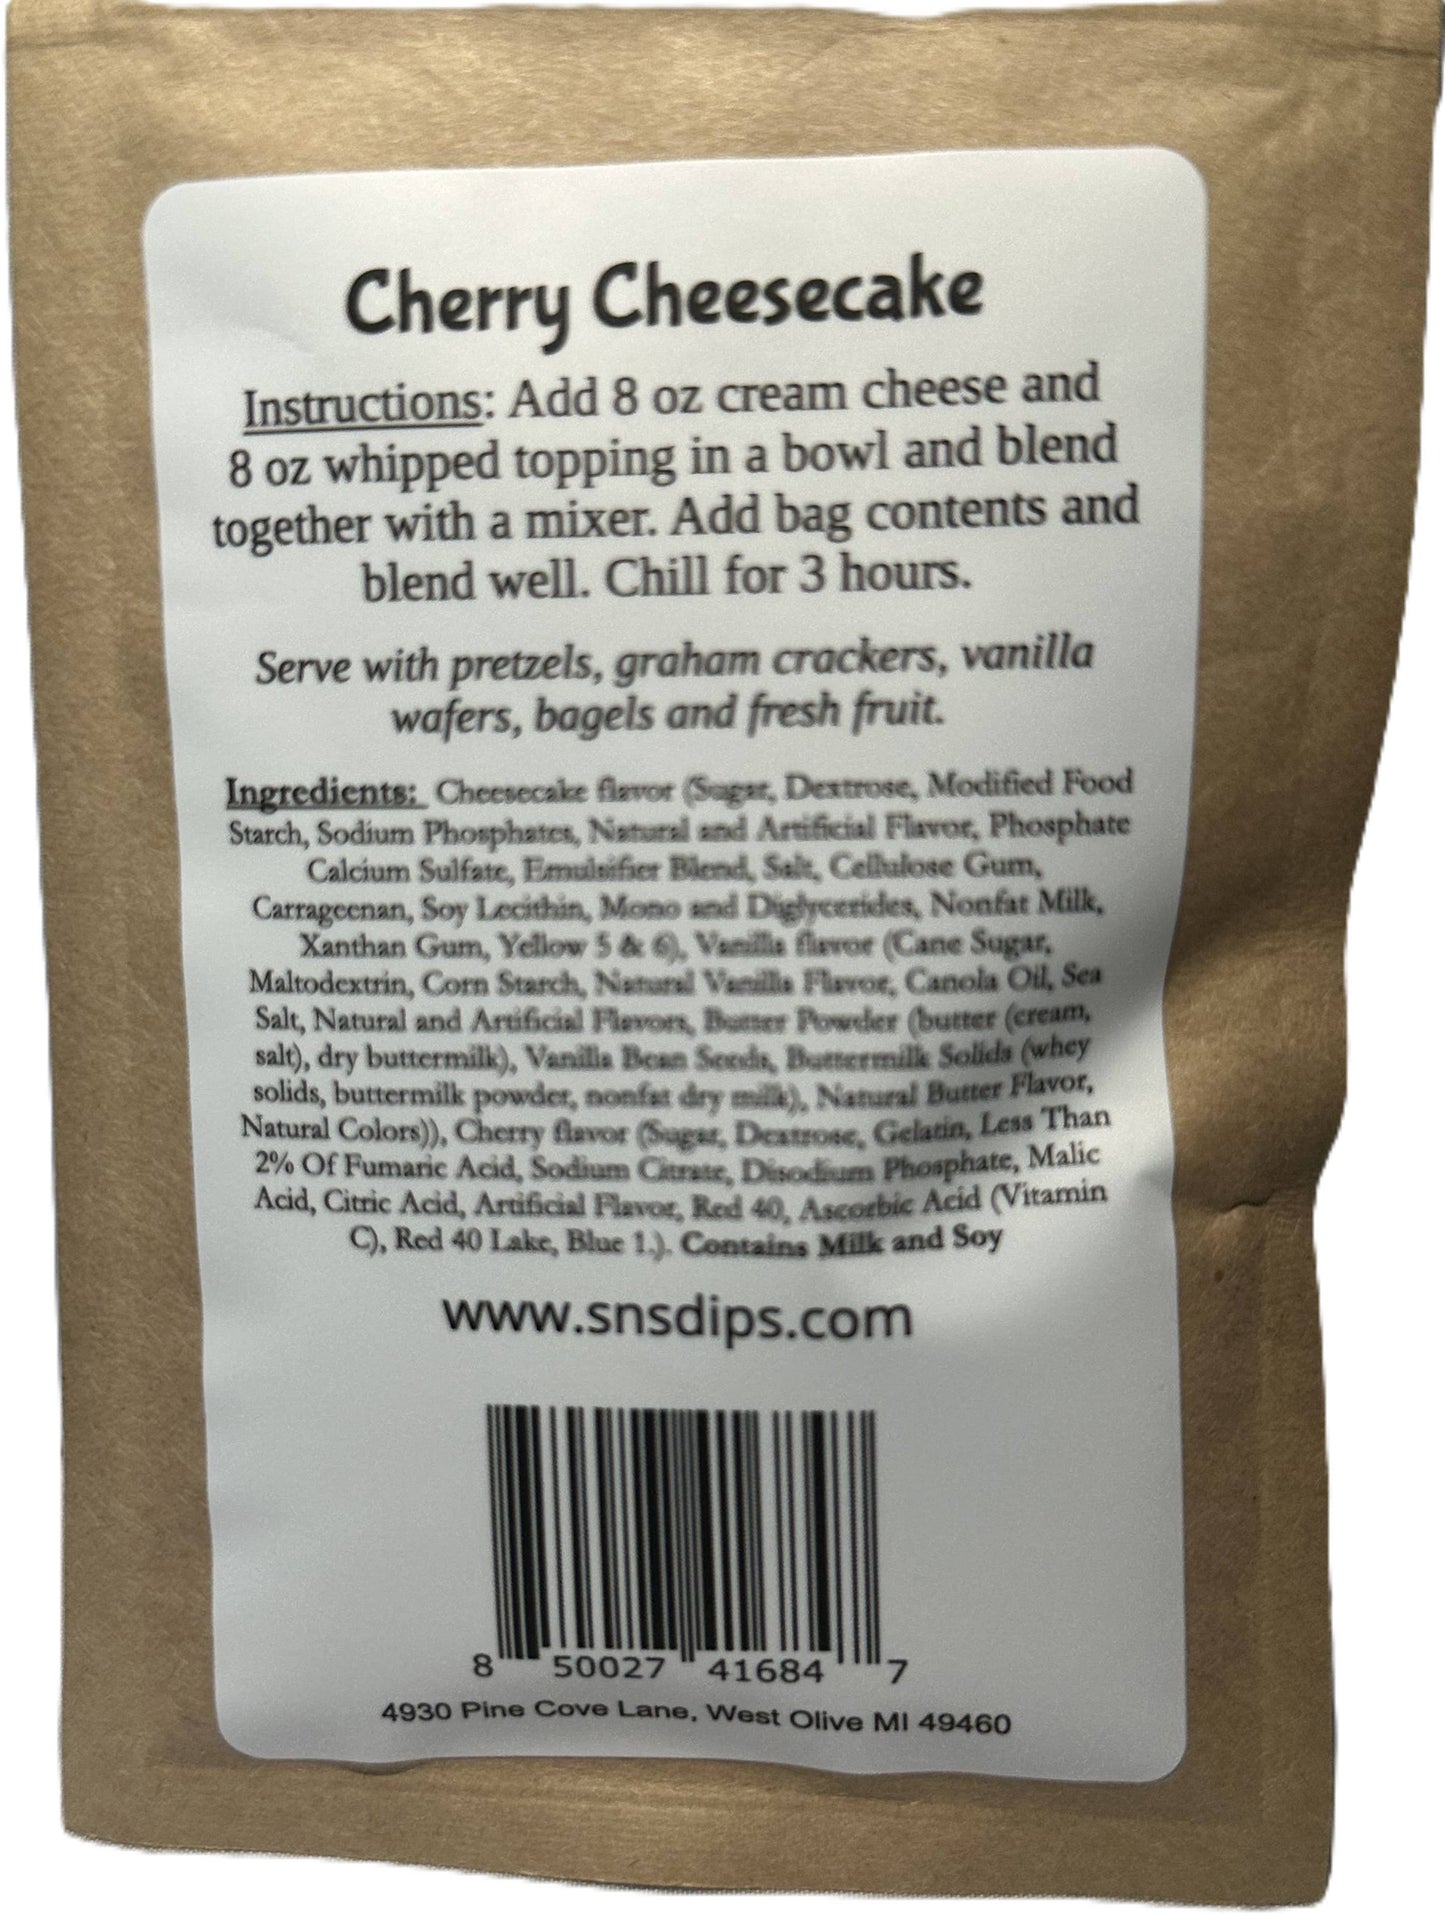 Cherry Cheesecake
Instructions: Add 8 oz cream cheese and
8 oz whipped topping in a bowl and blend
together with a mixer. Add bag contents and
blend well. Chill for 3 hours.
Serve with pretzels, graham crackers, vanilla
wafers, bagels and fresh fruit.
Ingredients: Cheesecake flavor (Sugar, Dextrose, Modified Food
Starch, Sodium Phosphates, Natural and Artificial Flavor, Phosphate
Calcium Sulfate, Emulsifier Blend, Salt, Cellulose Gum,
Carrageenan, Soy Lecithin, Mono and Diglycerides, Nonfat Milk,
Xanthan Gum, Yellow 5 & 6), Vanilla flavor (Cane Sugar,
Maltodextrin, Corn Starch, Natural Vanilla Flavor, Canola Oil, Sea
Salt, Natural and Artificial Flavors, Butter Powder (butter (cream,
salt), dry buttermilk), Vanilla Bean Seeds, Buttermilk Solids (whey
solids, buttermilk powder, nonfat dry milk), Natural Butter Flavor,
Natural Colors)), Cherry flavor (Sugar, Dextrose, Gelatin, Less Than
2% Of Fumaric Acid, Sodium Citrate, Disodium Phosphate, Malic
Acid, Citric Acid, Artificial Flavor, Red 40, Ascorbic Acid (Vitamin
C), Red 40 Lake, Blue 1.). Contains Milk and Soy
www.snsdips.com
8 50027 41684 7
4930 Pine Cove Lane, West Olive MI 49460